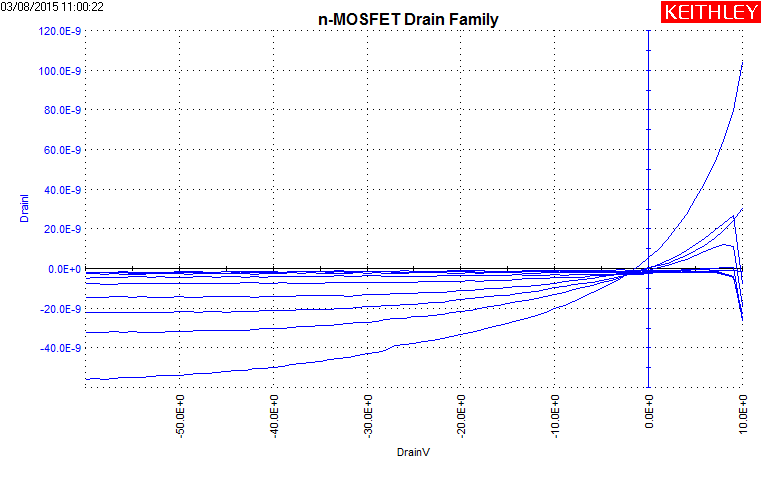 03/08/2015 11:00:22
KEITHLEY
n-MOSFET Drain Family
120.0E-9
100.0E-9
80.0E-9
60.0E-9
40.0E-9
20.0E-9
0.0E+0
-20.0E-9
-40.0E-9
DrainI
-50.0E+0
-40.0E+0
-30.0E+0
-20.0E+0
-10.0E+0
0.0E+0
10.0E+0
DrainV